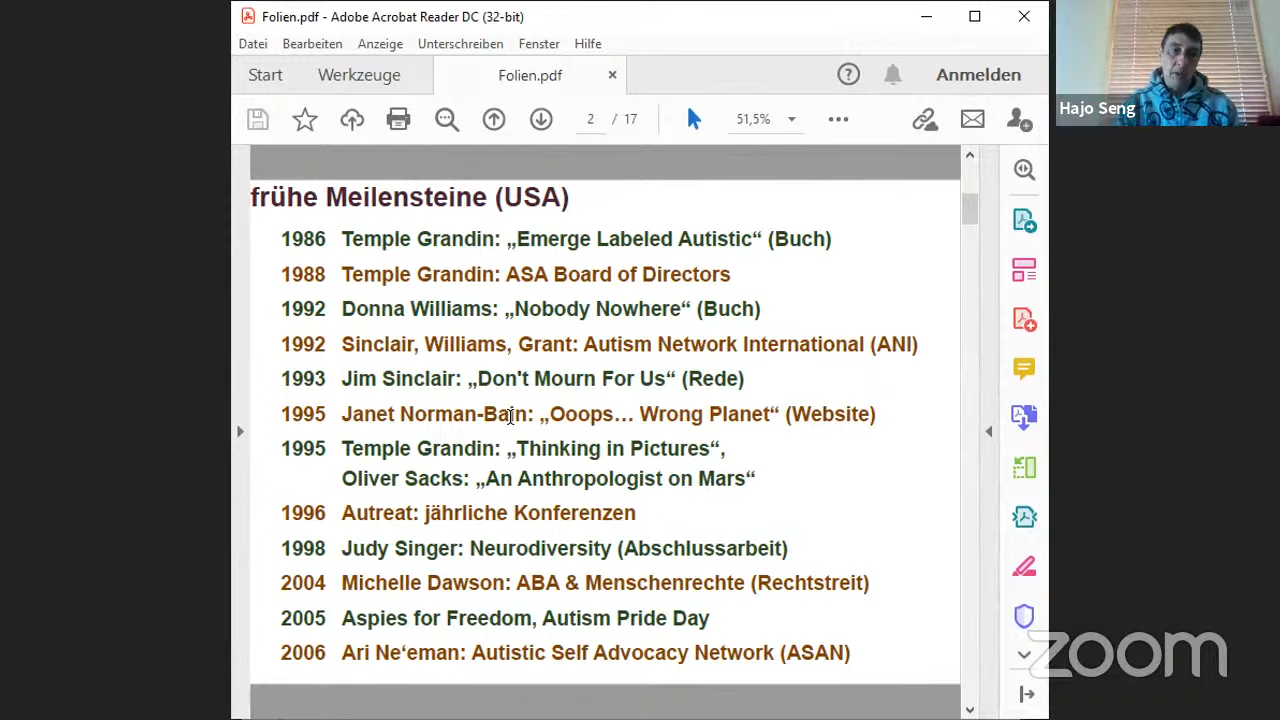 Folien.pdf - Adobe Acrobat Reader DC (32-bit)
Datei Bearbeiten Anzeige Unterschreiben Fenster Hilfe
Start Werkzeuge Folien.pdf Anmelden
2 / 17 51,5%
Hajo Seng
frühe Meilensteine (USA)
1986 Temple Grandin: „Emerge Labeled Autistic“ (Buch)
1988 Temple Grandin: ASA Board of Directors
1992 Donna Williams: „Nobody Nowhere“ (Buch)
1992 Sinclair, Williams, Grant: Autism Network International (ANI)
1993 Jim Sinclair: „Don't Mourn For Us“ (Rede)
1995 Janet Norman-Bain: „Ooops… Wrong Planet“ (Website)
1995 Temple Grandin: „Thinking in Pictures“,
Oliver Sacks: „An Anthropologist on Mars“
1996 Autreat: jährliche Konferenzen
1998 Judy Singer: Neurodiversity (Abschlussarbeit)
2004 Michelle Dawson: ABA & Menschenrechte (Rechtstreit)
2005 Aspies for Freedom, Autism Pride Day
2006 Ari Ne‘eman: Autistic Self Advocacy Network (ASAN)
zoom